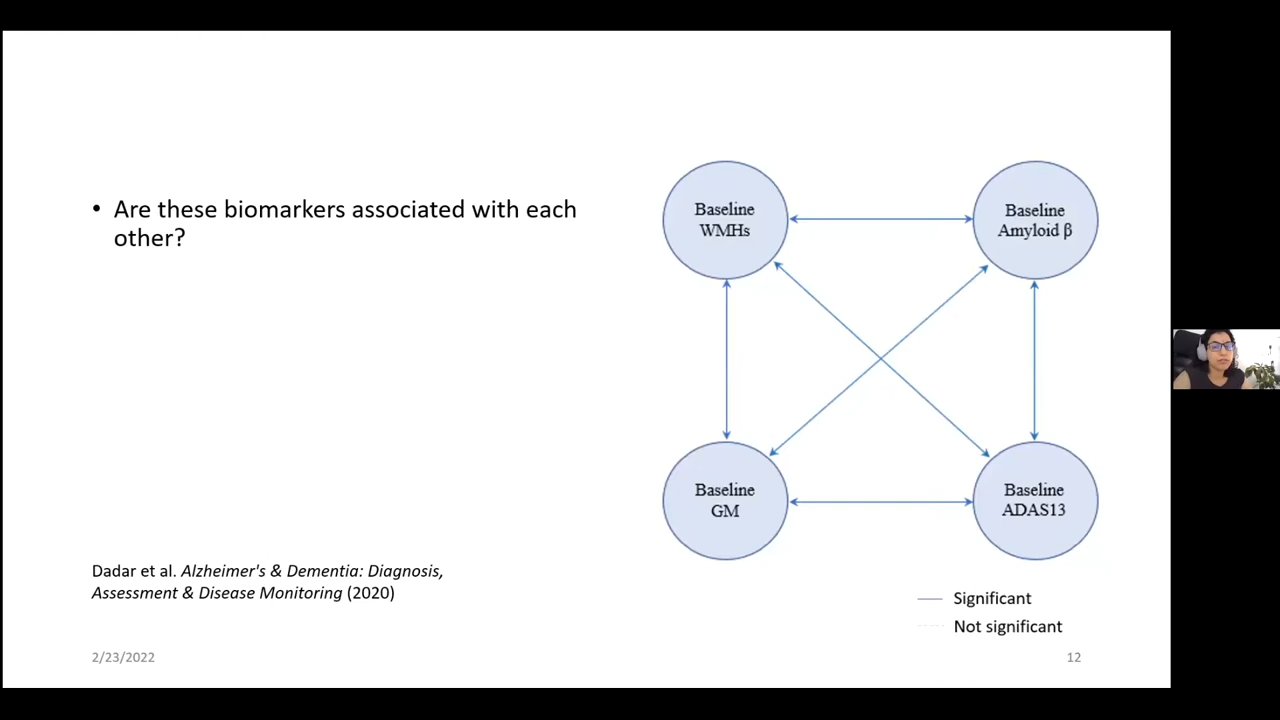 • Are these biomarkers associated with each
other?
Baseline
WMHs
Baseline
Amyloid β
Baseline
GM
Baseline
ADAS13
Dadar et al. Alzheimer's & Dementia: Diagnosis,
Assessment & Disease Monitoring (2020)
Significant
Not significant
2/23/2022
12